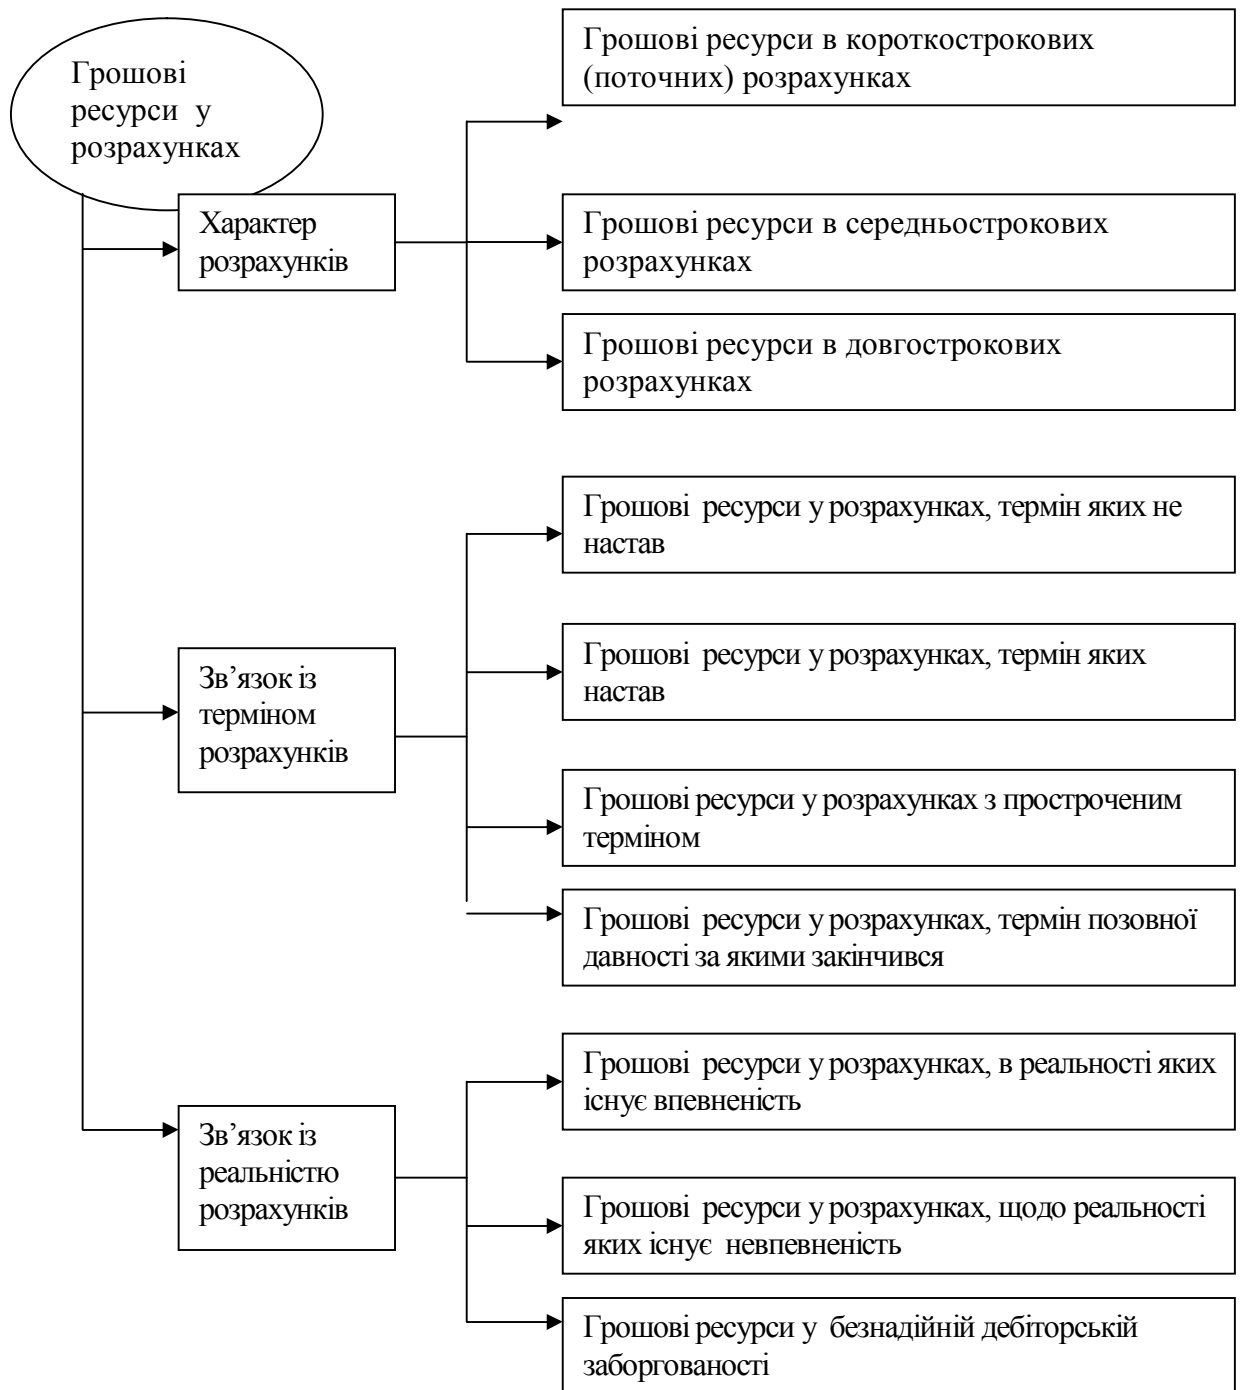 Грошові
ресурси у
розрахунках
Характер
розрахунків
Грошові ресурси в короткострокових
(поточних) розрахунках
Грошові ресурси в середньострокових
розрахунках
Грошові ресурси в довгострокових
розрахунках
Зв’язок із
терміном
розрахунків
Грошові ресурси у розрахунках, термін яких не
настав
Грошові ресурси у розрахунках, термін яких
настав
Грошові ресурси у розрахунках з простроченим
терміном
Грошові ресурси у розрахунках, термін позовної
давності за якими закінчився
Зв’язок із
реальністю
розрахунків
Грошові ресурси у розрахунках, в реальності яких
існує впевненість
Грошові ресурси у розрахунках, щодо реальності
яких існує невпевненість
Грошові ресурси у безнадійній дебіторській
заборгованості